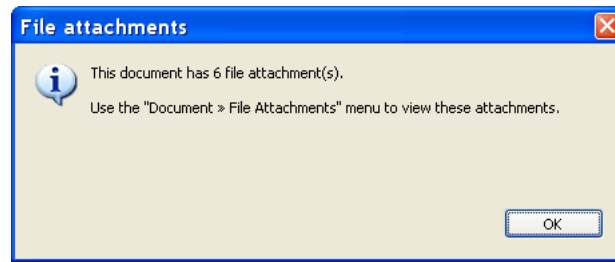 File attachments
This document has 6 file attachment(s).
Use the "Document » File Attachments" menu to view these attachments.
OK